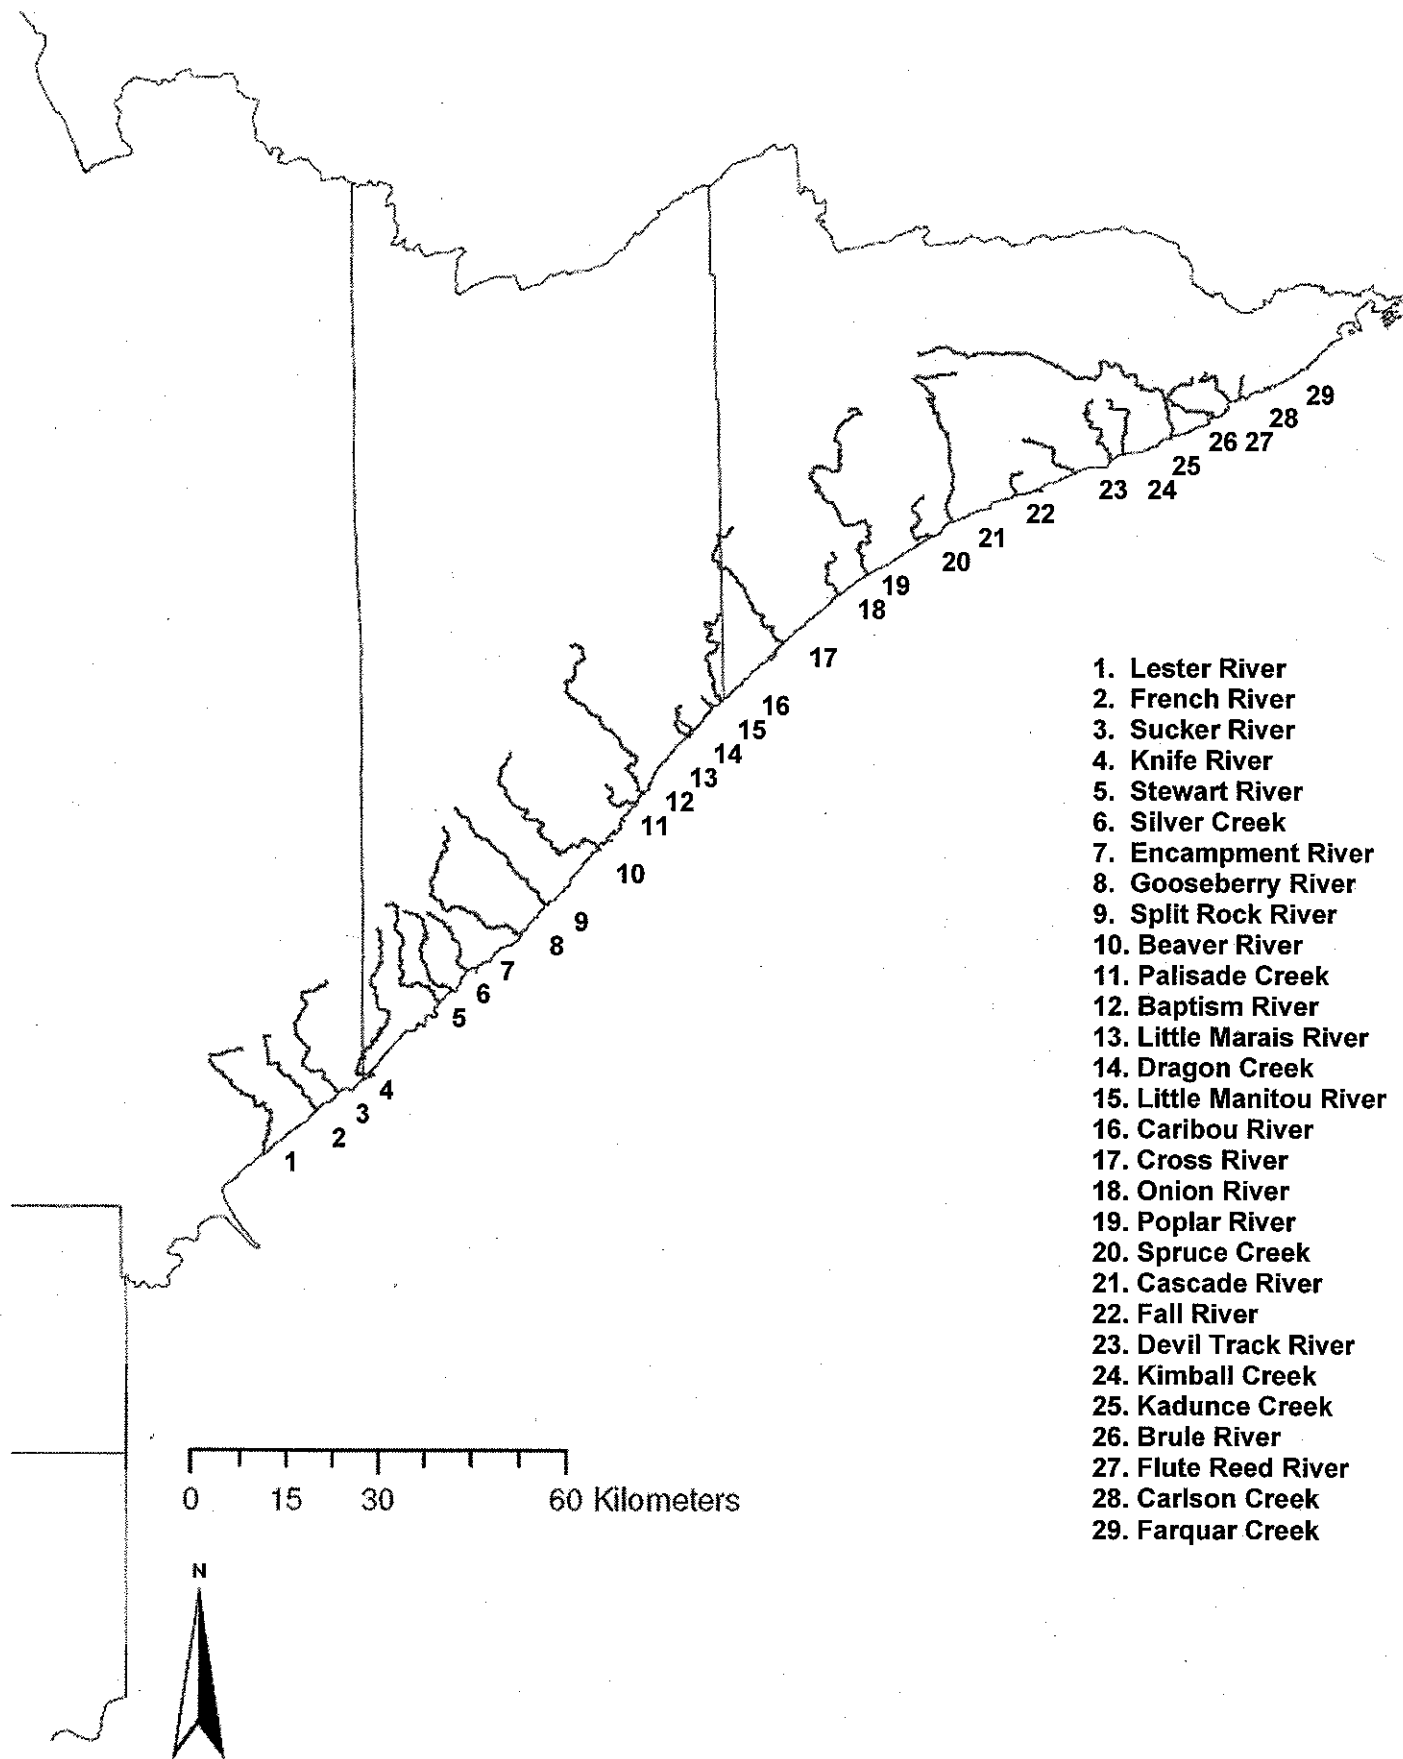 29
28
26 27
25
23 24
22
21
20
19
18
17
16
15
14
13
12
11
10
9
8
7
6
5
4
3
2
1
1. Lester River
2. French River
3. Sucker River
4. Knife River
5. Stewart River
6. Silver Creek
7. Encampment River
8. Gooseberry River
9. Split Rock River
10. Beaver River
11. Palisade Creek
12. Baptism River
13. Little Marais River
14. Dragon Creek
15. Little Manitou River
16. Caribou River
17. Cross River
18. Onion River
19. Poplar River
20. Spruce Creek
21. Cascade River
22. Fall River
23. Devil Track River
24. Kimball Creek
25. Kadunce Creek
26. Brule River
27. Flute Reed River
28. Carlson Creek
29. Farquar Creek
0 15 30 60 Kilometers
N